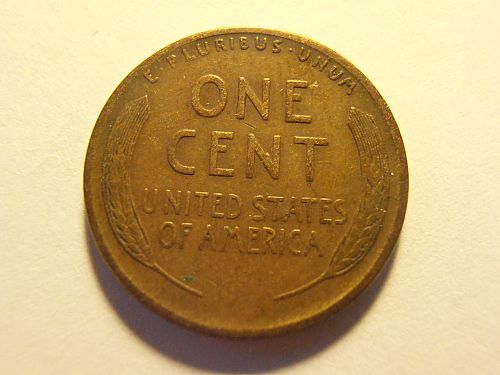 E·PLURIBUS·UNUM
ONE
CENT
UNITED STATES
OF AMERICA